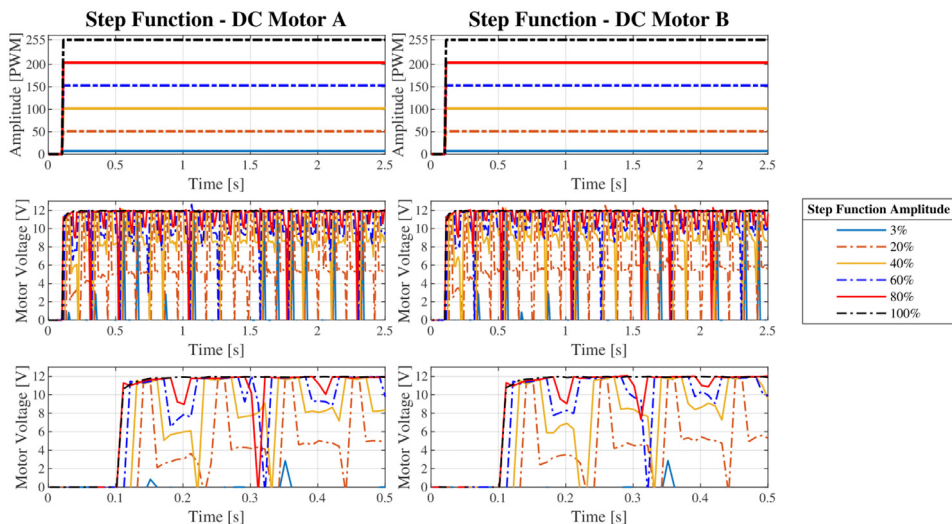 Step Function - DC Motor A
Step Function - DC Motor B
Amplitude [PWM]
255
200
150
100
50
0
0 0.5 1 1.5 2 2.5
Time [s]
Amplitude [PWM]
255
200
150
100
50
0
0 0.5 1 1.5 2 2.5
Time [s]
Motor Voltage [V]
12
10
8
6
4
2
0
0 0.5 1 1.5 2 2.5
Time [s]
Motor Voltage [V]
12
10
8
6
4
2
0
0 0.5 1 1.5 2 2.5
Time [s]
Step Function Amplitude
3%
20%
40%
60%
80%
100%
Motor Voltage [V]
12
10
8
6
4
2
0
0 0.1 0.2 0.3 0.4 0.5
Time [s]
Motor Voltage [V]
12
10
8
6
4
2
0
0 0.1 0.2 0.3 0.4 0.5
Time [s]